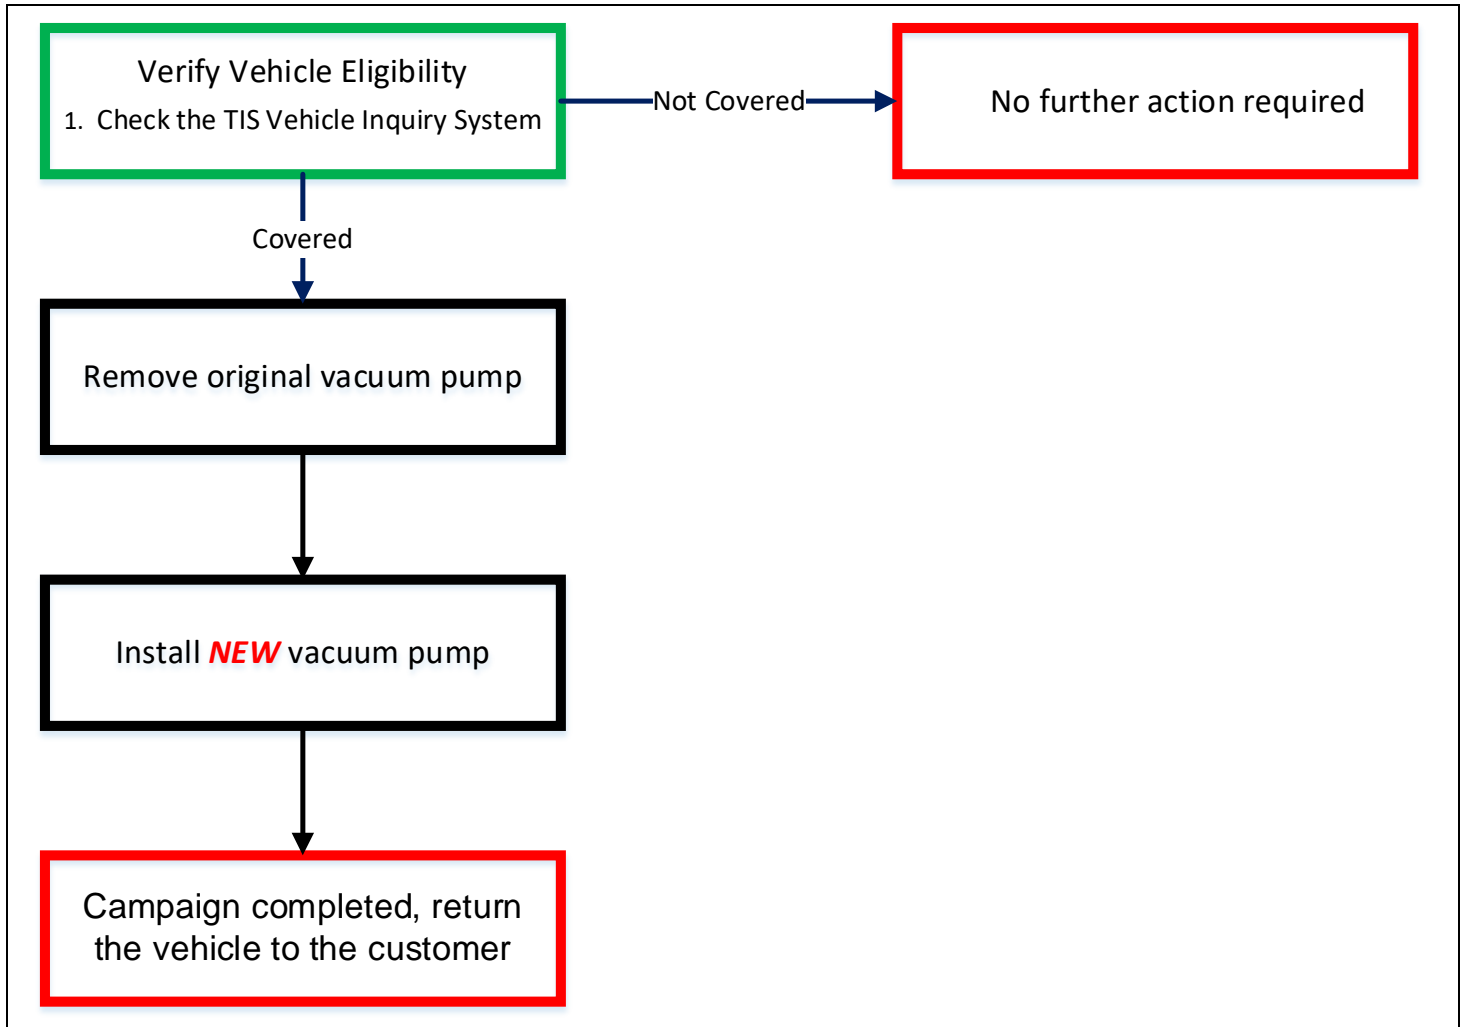 Verify Vehicle Eligibility
1. Check the TIS Vehicle Inquiry System
Not Covered
No further action required
Covered
Remove original vacuum pump
Install NEW vacuum pump
Campaign completed, return
the vehicle to the customer